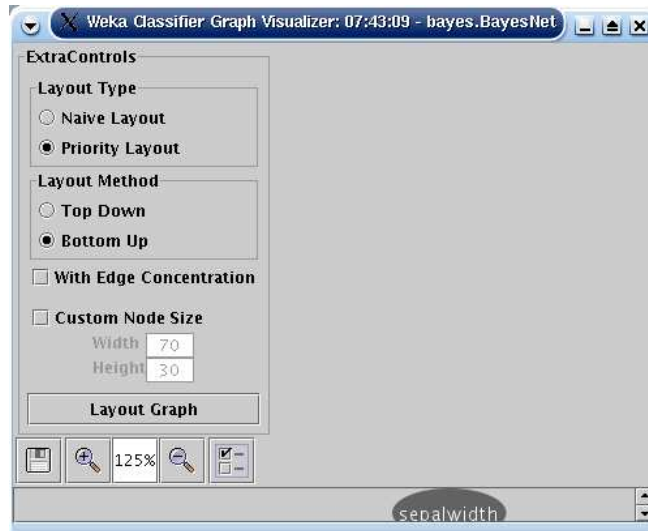 Weka Classifier Graph Visualizer: 07:43:09 - bayes.BayesNet
ExtraControls
Layout Type
Naive Layout
Priority Layout
Layout Method
Top Down
Bottom Up
With Edge Concentration
Custom Node Size
Width 70
Height 30
Layout Graph
125%
sepalwidth